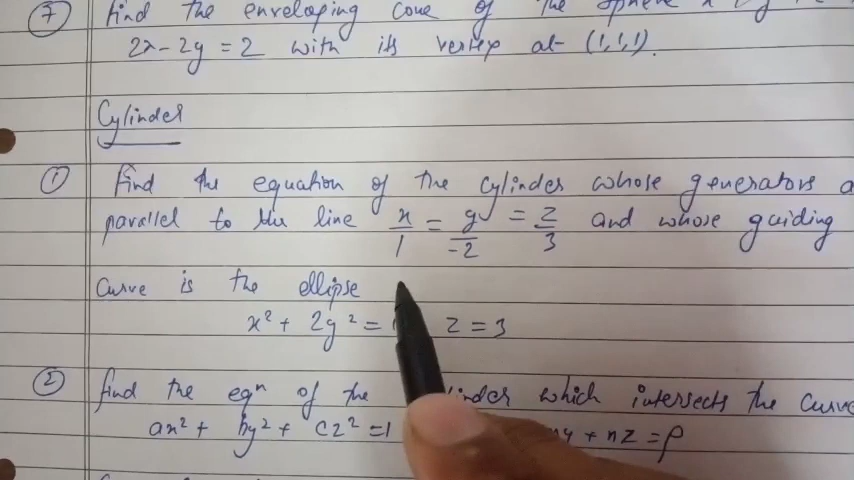 ⑦ Find the enveloping cone of the sphere
2x - 2y = 2 with its vertex at (1,1,1).
Cylinder
① Find the equation of the cylinder whose generators a
parallel to the line x/1 = y/-2 = z/3 and whose guiding
curve is the ellipse
x² + 2y² = z = 3
② find the eqⁿ of the which intersects the curve
ax² + by² + cz² = 1 + nz = p